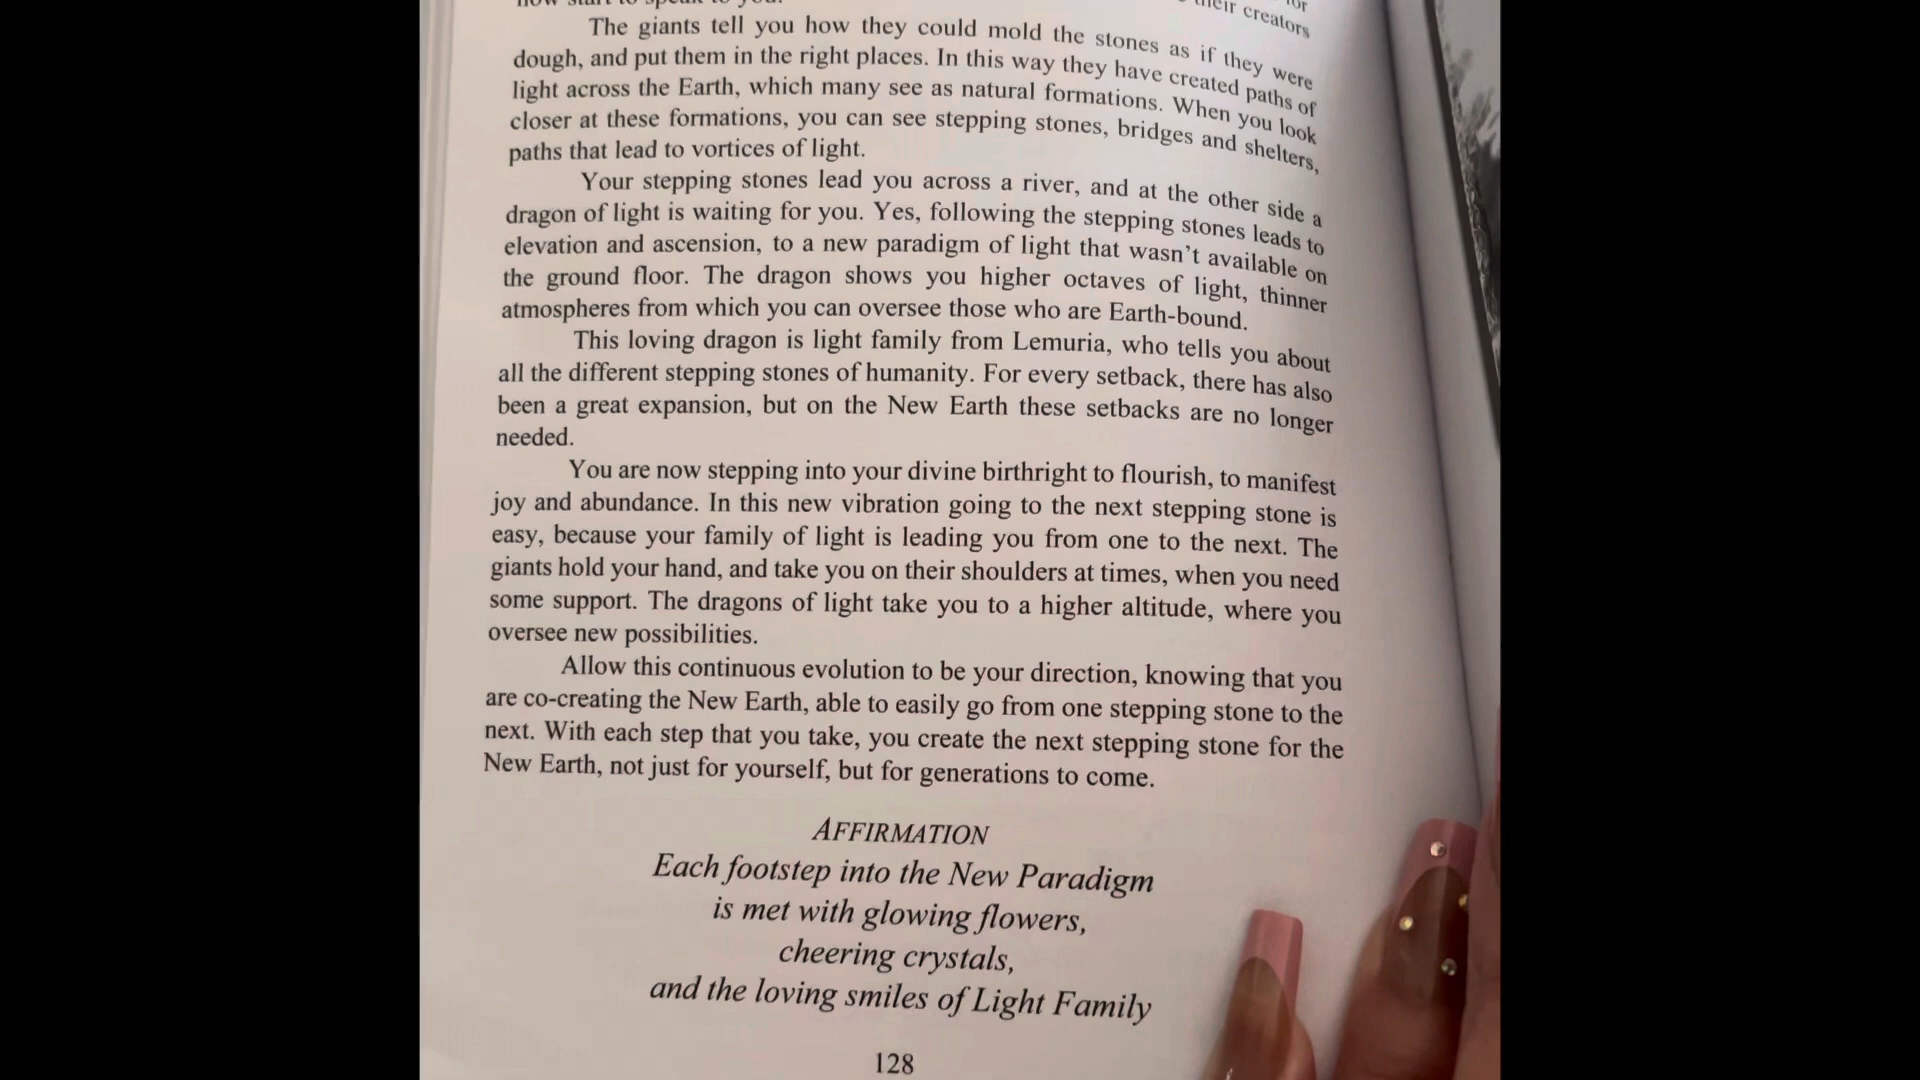 now start to speak to you.
their creators
The giants tell you how they could mold the stones as if they were
dough, and put them in the right places. In this way they have created paths of
light across the Earth, which many see as natural formations. When you look
closer at these formations, you can see stepping stones, bridges and shelters,
paths that lead to vortices of light.
Your stepping stones lead you across a river, and at the other side a
dragon of light is waiting for you. Yes, following the stepping stones leads to
elevation and ascension, to a new paradigm of light that wasn't available on
the ground floor. The dragon shows you higher octaves of light, thinner
atmospheres from which you can oversee those who are Earth-bound.
This loving dragon is light family from Lemuria, who tells you about
all the different stepping stones of humanity. For every setback, there has also
been a great expansion, but on the New Earth these setbacks are no longer
needed.
You are now stepping into your divine birthright to flourish, to manifest
joy and abundance. In this new vibration going to the next stepping stone is
easy, because your family of light is leading you from one to the next. The
giants hold your hand, and take you on their shoulders at times, when you need
some support. The dragons of light take you to a higher altitude, where you
oversee new possibilities.
Allow this continuous evolution to be your direction, knowing that you
are co-creating the New Earth, able to easily go from one stepping stone to the
next. With each step that you take, you create the next stepping stone for the
New Earth, not just for yourself, but for generations to come.
AFFIRMATION
Each footstep into the New Paradigm
is met with glowing flowers,
cheering crystals,
and the loving smiles of Light Family
128